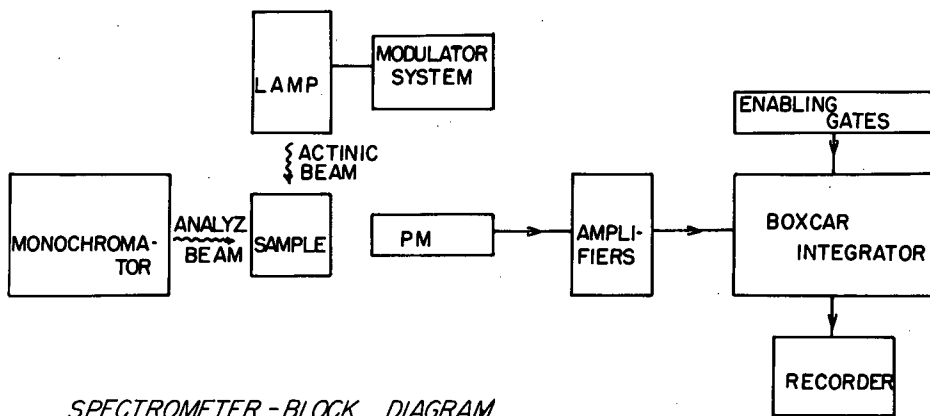 LAMP
MODULATOR
SYSTEM
ENABLING
GATES
ACTINIC
BEAM
MONOCHROMA-
TOR
ANALYZ
BEAM
SAMPLE
PM
AMPLI-
FIERS
BOXCAR
INTEGRATOR
RECORDER
SPECTROMETER-BLOCK DIAGRAM